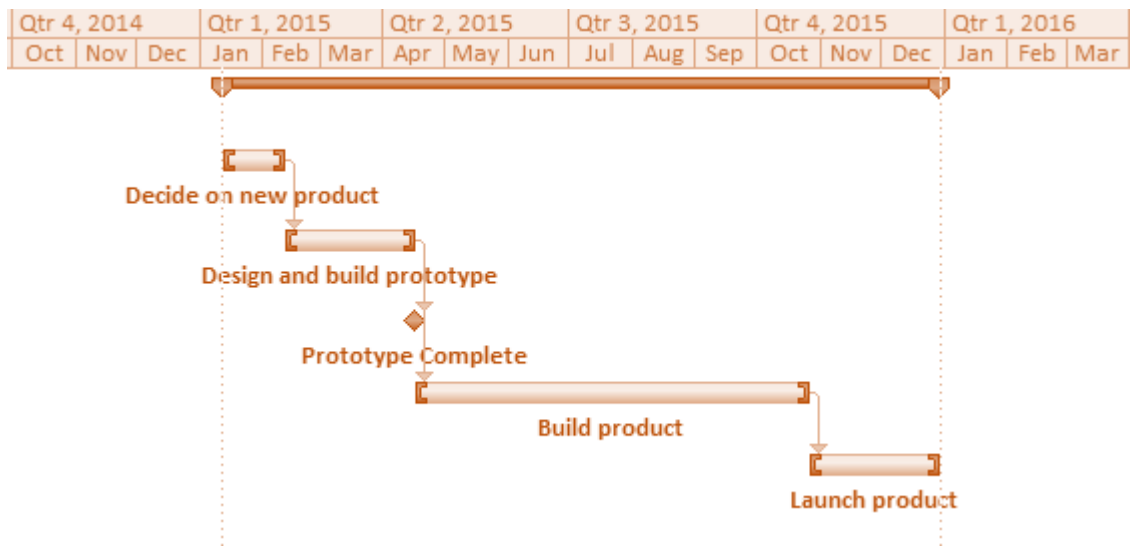 Qtr 4, 2014 Qtr 1, 2015 Qtr 2, 2015 Qtr 3, 2015 Qtr 4, 2015 Qtr 1, 2016
Oct Nov Dec Jan Feb Mar Apr May Jun Jul Aug Sep Oct Nov Dec Jan Feb Mar
Decide on new product
Design and build prototype
Prototype Complete
Build product
Launch product